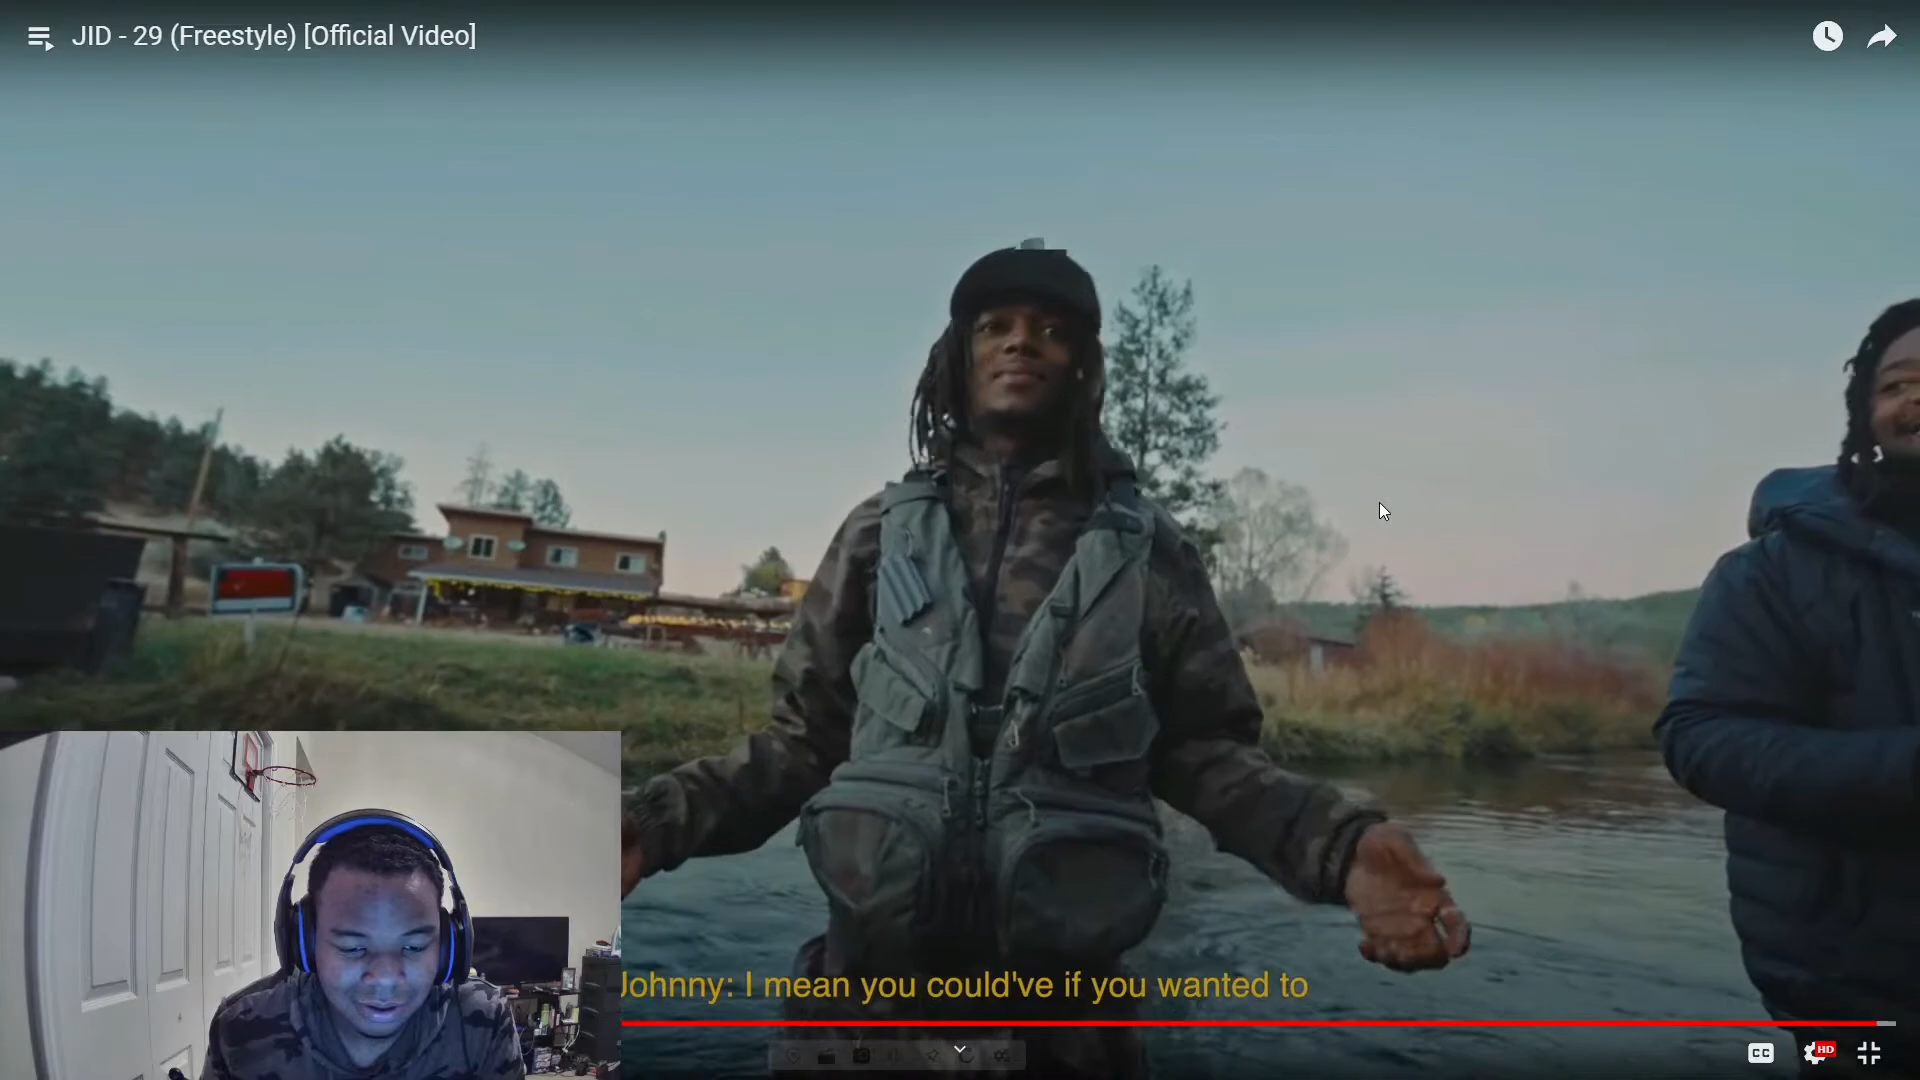 JID - 29 (Freestyle) [Official Video]
Johnny: I mean you could've if you wanted to
CC
HD